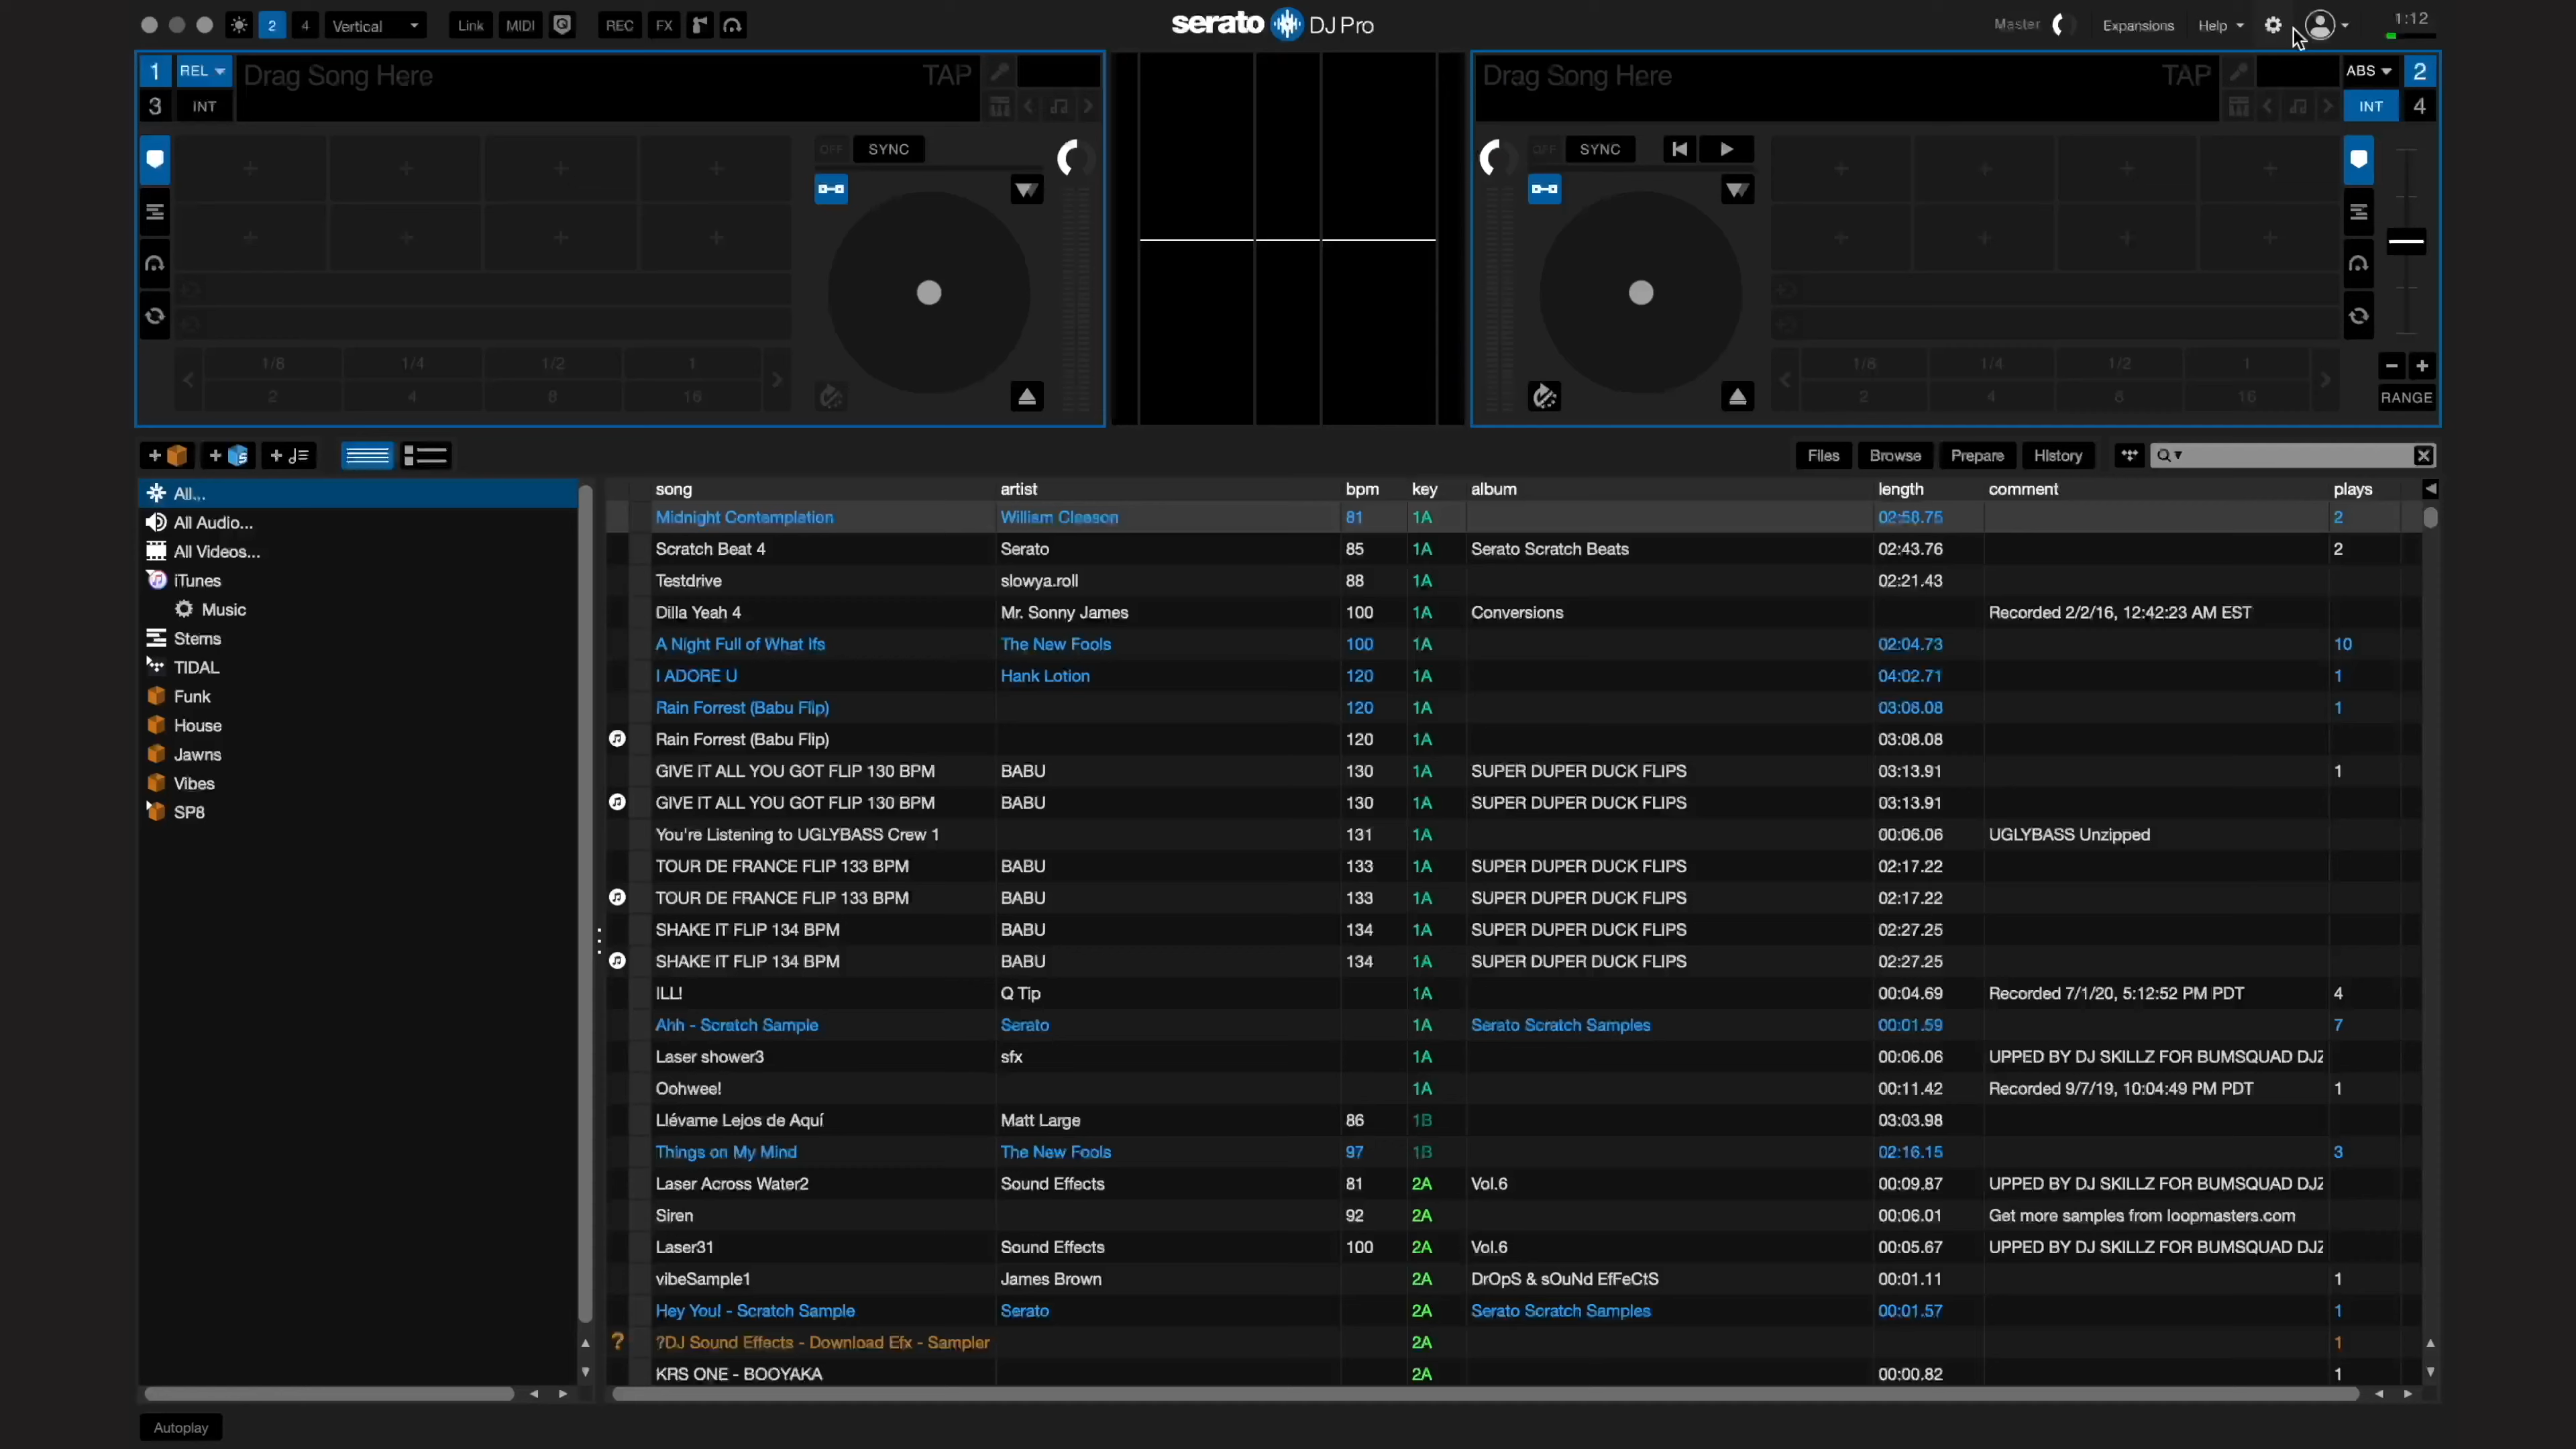 2 4 Vertical Link MIDI REC FX serato DJ Pro Master Expansions Help 1:12
1 REL Drag Song Here TAP Drag Song Here TAP ABS 2
3 INT INT 4
OFF SYNC OFF SYNC
1/8 1/4 1/2 1 1/8 1/4 1/2 1
2 4 8 16 2 4 8 16 RANGE
Files Browse Prepare History
song artist bpm key album length comment plays
All...
All Audio...
All Videos...
iTunes
Music
Stems
TIDAL
Funk
House
Jawns
Vibes
SP8
Midnight Contemplation William Cleason 81 1A 02:58.75 2
Scratch Beat 4 Serato 85 1A Serato Scratch Beats 02:43.76 2
Testdrive slowya.roll 88 1A 02:21.43
Dilla Yeah 4 Mr. Sonny James 100 1A Conversions Recorded 2/2/16, 12:42:23 AM EST
A Night Full of What Ifs The New Fools 100 1A 02:04.73 10
I ADORE U Hank Lotion 120 1A 04:02.71 1
Rain Forrest (Babu Flip) 120 1A 03:08.08 1
Rain Forrest (Babu Flip) 120 1A 03:08.08
GIVE IT ALL YOU GOT FLIP 130 BPM BABU 130 1A SUPER DUPER DUCK FLIPS 03:13.91 1
GIVE IT ALL YOU GOT FLIP 130 BPM BABU 130 1A SUPER DUPER DUCK FLIPS 03:13.91
You're Listening to UGLYBASS Crew 1 131 1A 00:06.06 UGLYBASS Unzipped
TOUR DE FRANCE FLIP 133 BPM BABU 133 1A SUPER DUPER DUCK FLIPS 02:17.22
TOUR DE FRANCE FLIP 133 BPM BABU 133 1A SUPER DUPER DUCK FLIPS 02:17.22
SHAKE IT FLIP 134 BPM BABU 134 1A SUPER DUPER DUCK FLIPS 02:27.25
SHAKE IT FLIP 134 BPM BABU 134 1A SUPER DUPER DUCK FLIPS 02:27.25
ILL! Q Tip 1A 00:04.69 Recorded 7/1/20, 5:12:52 PM PDT 4
Ahh - Scratch Sample Serato 1A Serato Scratch Samples 00:01.59 7
Laser shower3 sfx 1A 00:06.06 UPPED BY DJ SKILLZ FOR BUMSQUAD DJZ
Oohwee! 1A 00:11.42 Recorded 9/7/19, 10:04:49 PM PDT 1
Llévame Lejos de Aquí Matt Large 86 1B 03:03.98
Things on My Mind The New Fools 97 1B 02:16.15 3
Laser Across Water2 Sound Effects 81 2A Vol.6 00:09.87 UPPED BY DJ SKILLZ FOR BUMSQUAD DJZ
Siren 92 2A 00:06.01 Get more samples from loopmasters.com
Laser31 Sound Effects 100 2A Vol.6 00:05.67 UPPED BY DJ SKILLZ FOR BUMSQUAD DJZ
vibeSample1 James Brown 2A DrOpS & sOuNd EfFeCtS 00:01.11 1
Hey You! - Scratch Sample Serato 2A Serato Scratch Samples 00:01.57 1
? ?DJ Sound Effects - Download Efx - Sampler 2A 1
KRS ONE - BOOYAKA 2A 00:00.82 1
Autoplay